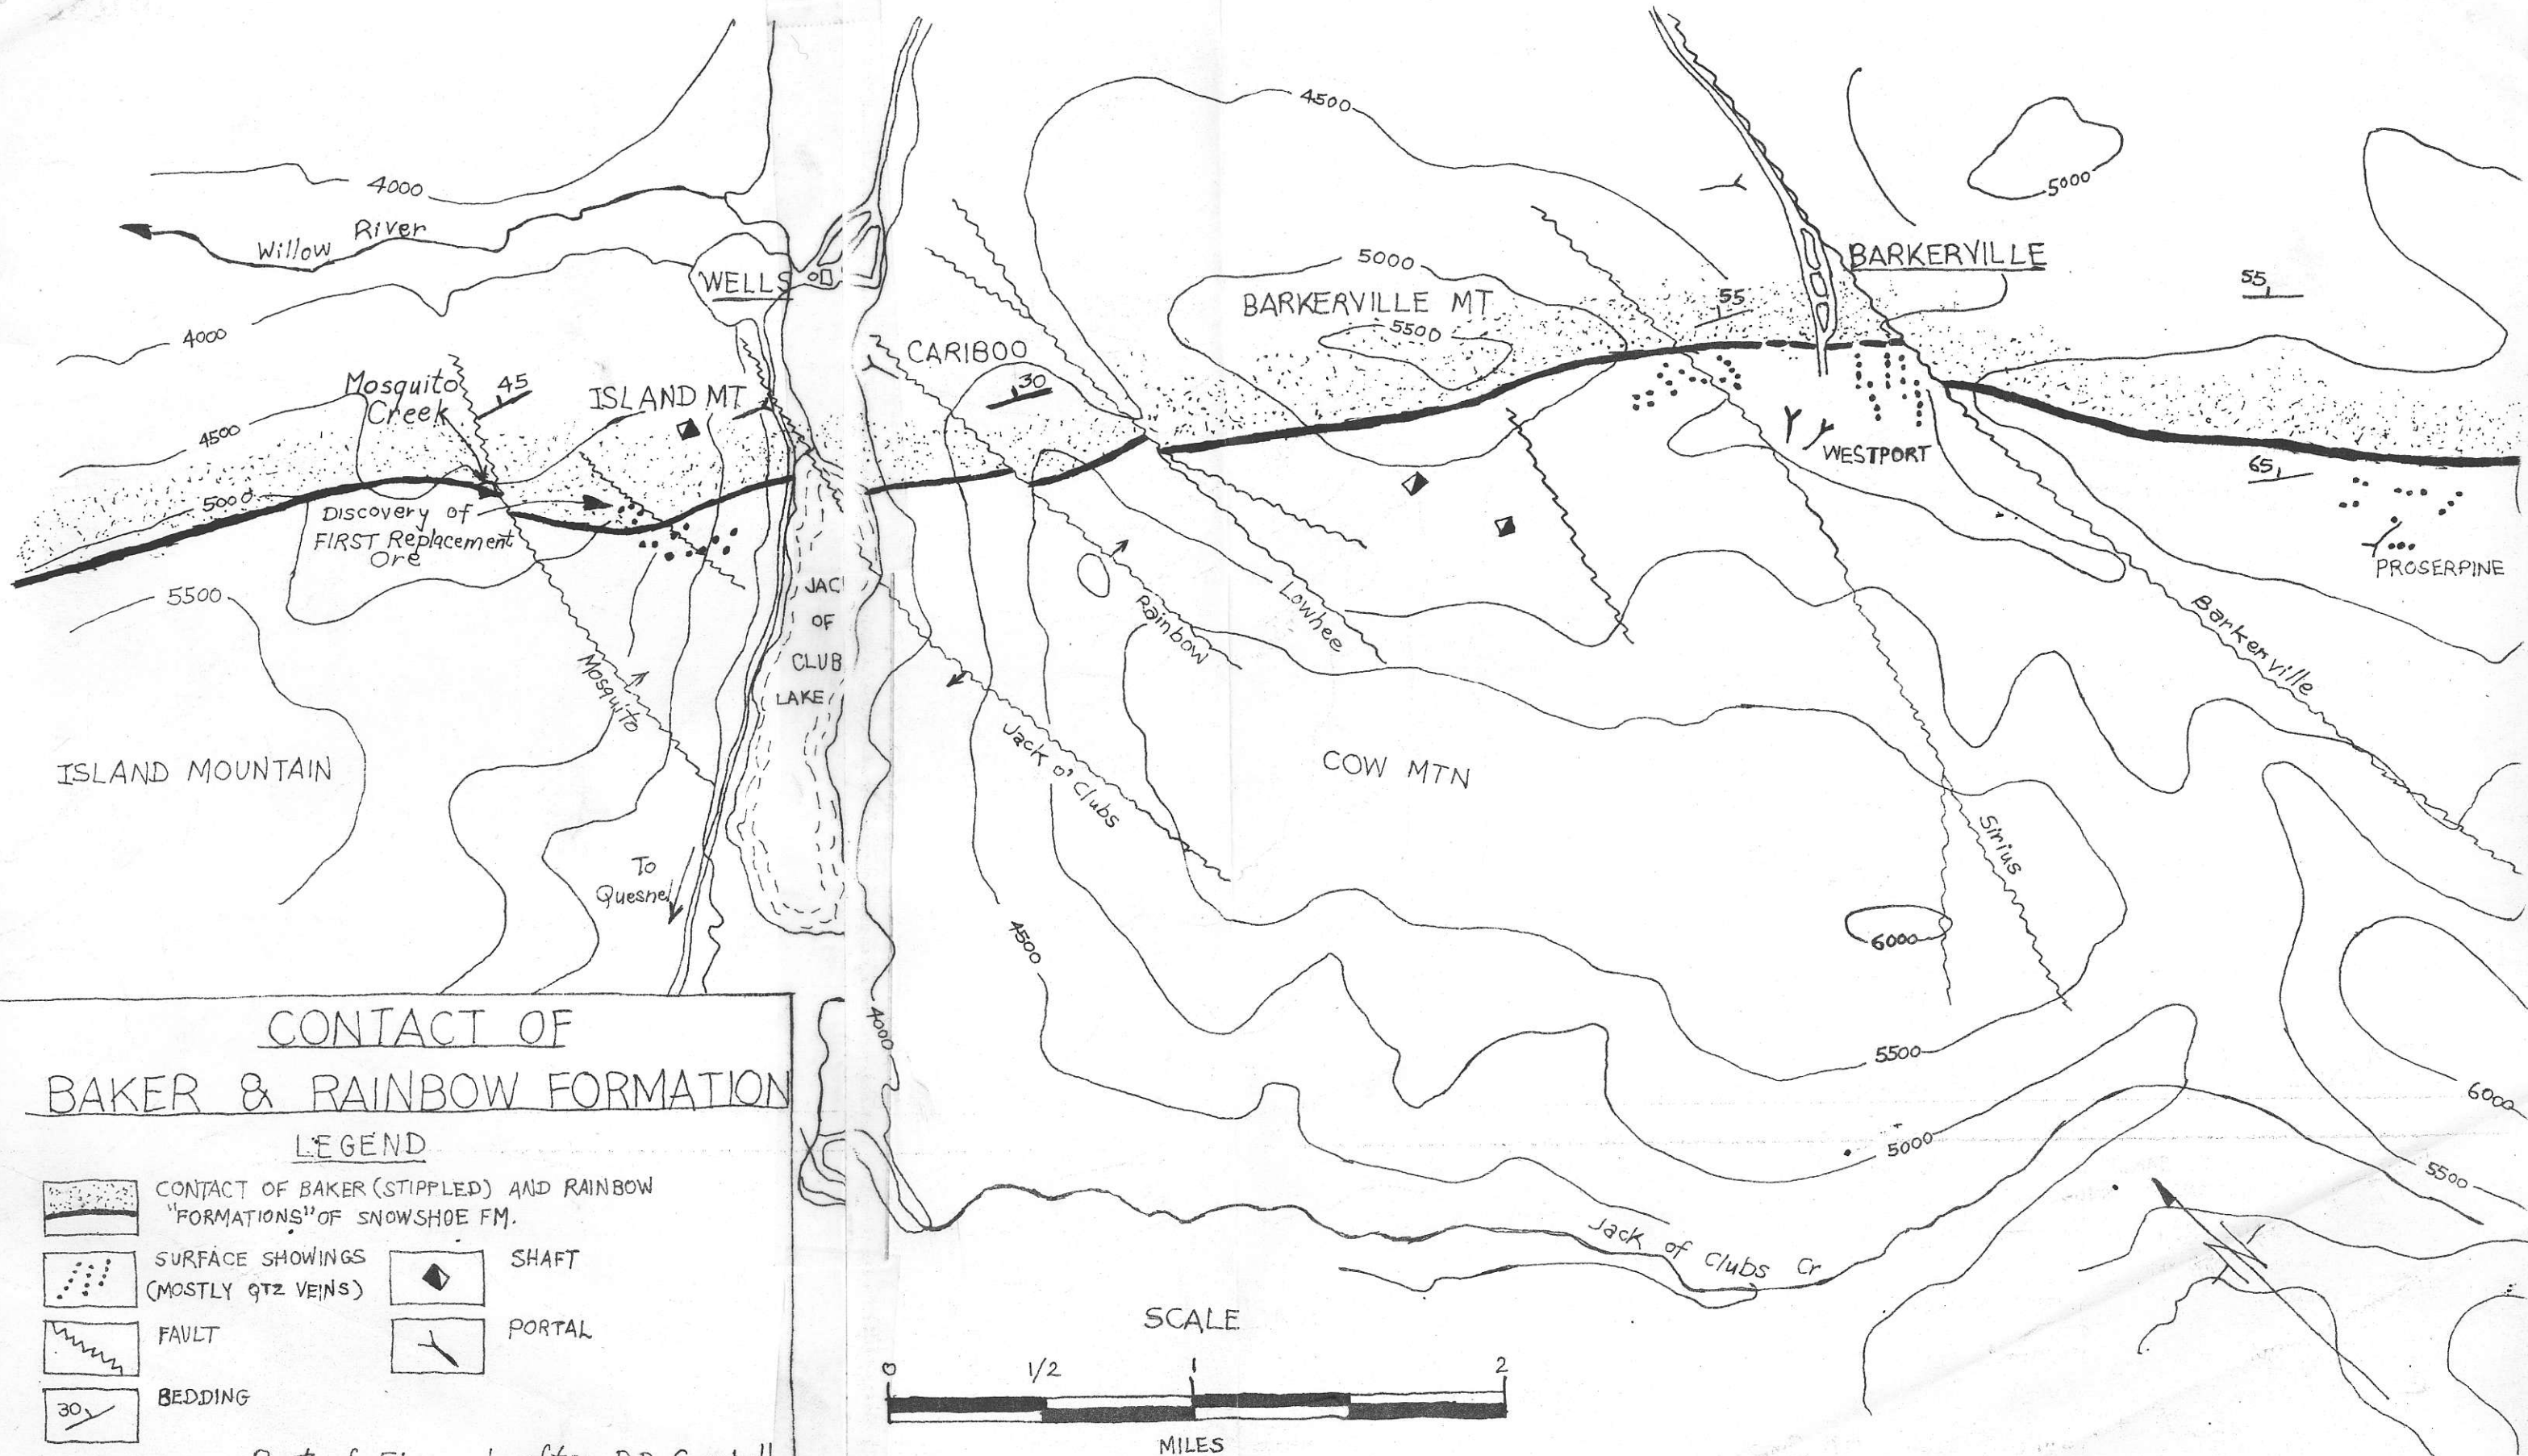 4500
4000
5000
Willow River
BARKERVILLE
5000
WELLS
BARKERVILLE MT.
55
55
5500
4000
CARIBOO
Mosquito
Creek
45
ISLAND MT.
30
4500
WESTPORT
65
5000
Discovery of
FIRST Replacement
Ore
PROSERPINE
JAC
OF
CLUB
LAKE
5500
Rainbow
Lowhee
Barkerville
Mosquito
Jack o' Clubs
ISLAND MOUNTAIN
COW MTN
Sirius
To
Quesnel
4500
6000
4000
5500
6000
5000
5500
Jack of Clubs Cr
CONTACT OF
BAKER & RAINBOW FORMATION
LEGEND
CONTACT OF BAKER (STIPPLED) AND RAINBOW
"FORMATIONS" OF SNOWSHOE FM.
SURFACE SHOWINGS
(MOSTLY QTZ VEINS)
SHAFT
FAULT
PORTAL
30
BEDDING
SCALE
0 1/2 1 2
MILES